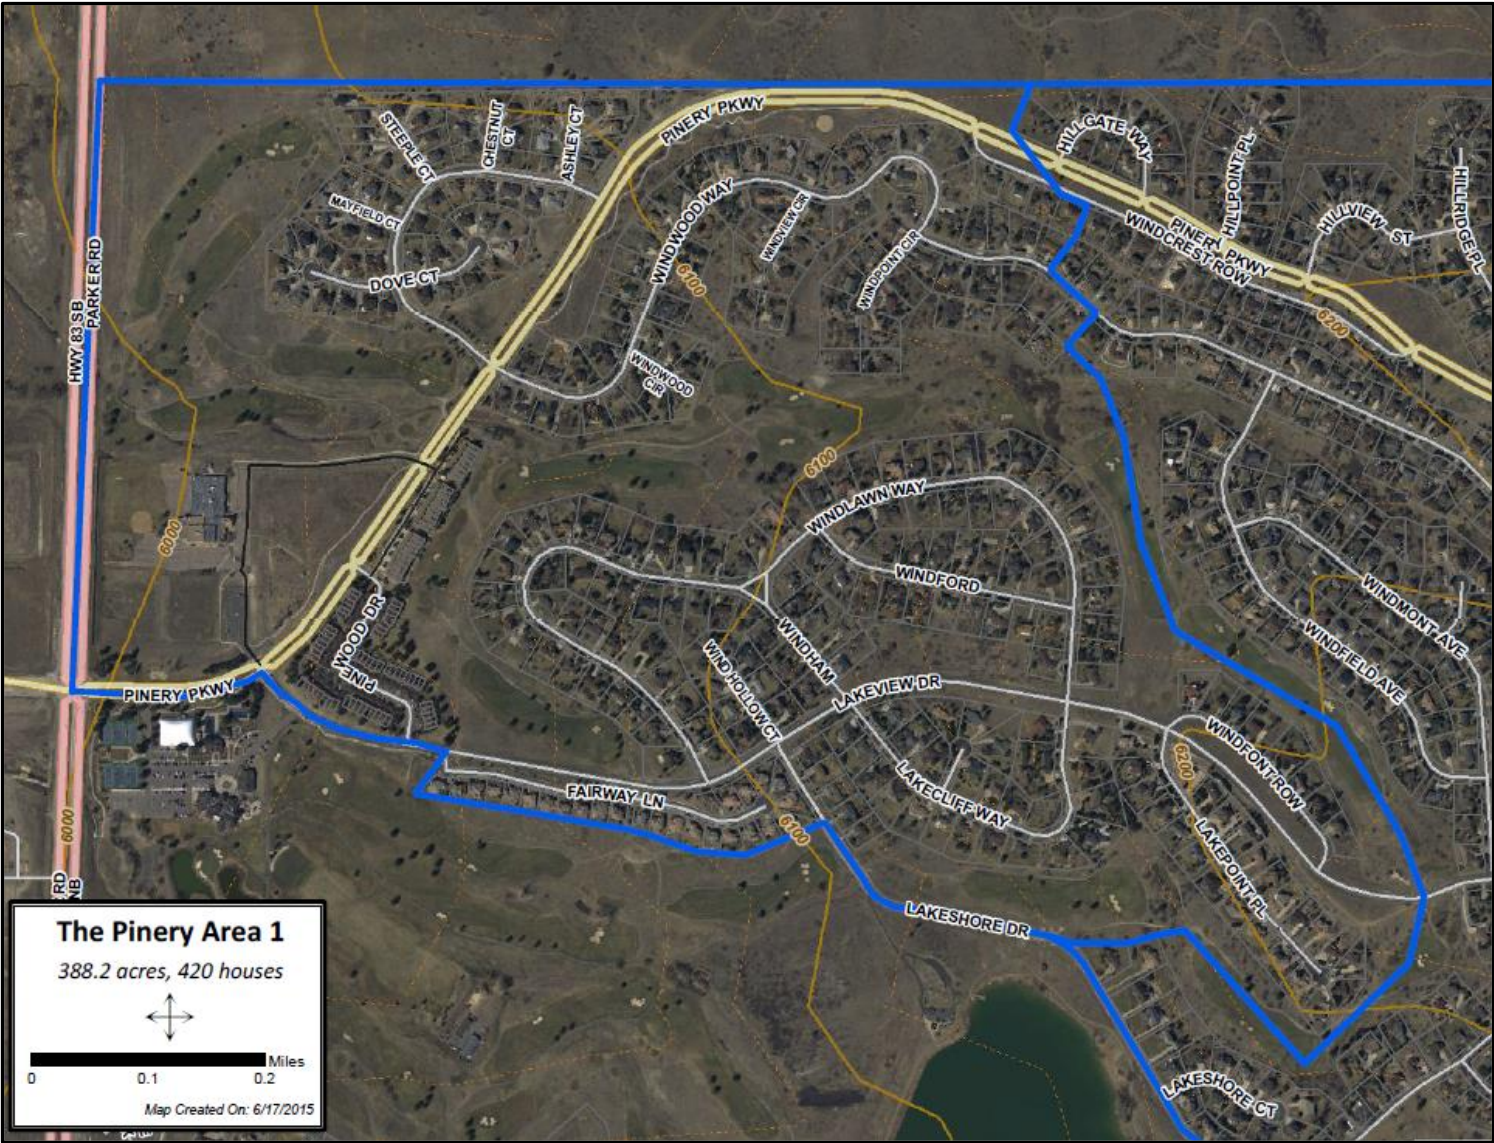 STEEPLE CT
CHESTNUT
CT
ASHLEY CT
PINERY PKWY
HILLGATE WAY
HILLPOINT PL
HILLRIDGE PL
HILLVIEW ST
MAYFIELD CT
WINDWOOD WAY
WINDVIEW CIR
WINDPOINT CIR
PINERY PKWY
WINDCREST ROW
DOVE CT
6100
6200
HWY 83 SB
PARKER RD
WINDWOOD
CIR
6100
WINDLAWN WAY
6000
WINDFORD
WINDMONT AVE
WINDFIELD AVE
PINE WOOD DR
WINDHAM
WIND HOLLOW CT
LAKEVIEW DR
PINERY PKWY
WINDFONT ROW
6200
FAIRWAY LN
LAKECLIFF WAY
6100
6000
LAKEPOINT PL
RD
NB
LAKESHORE DR
LAKESHORE CT
The Pinery Area 1
388.2 acres, 420 houses
Miles
0 0.1 0.2
Map Created On: 6/17/2015